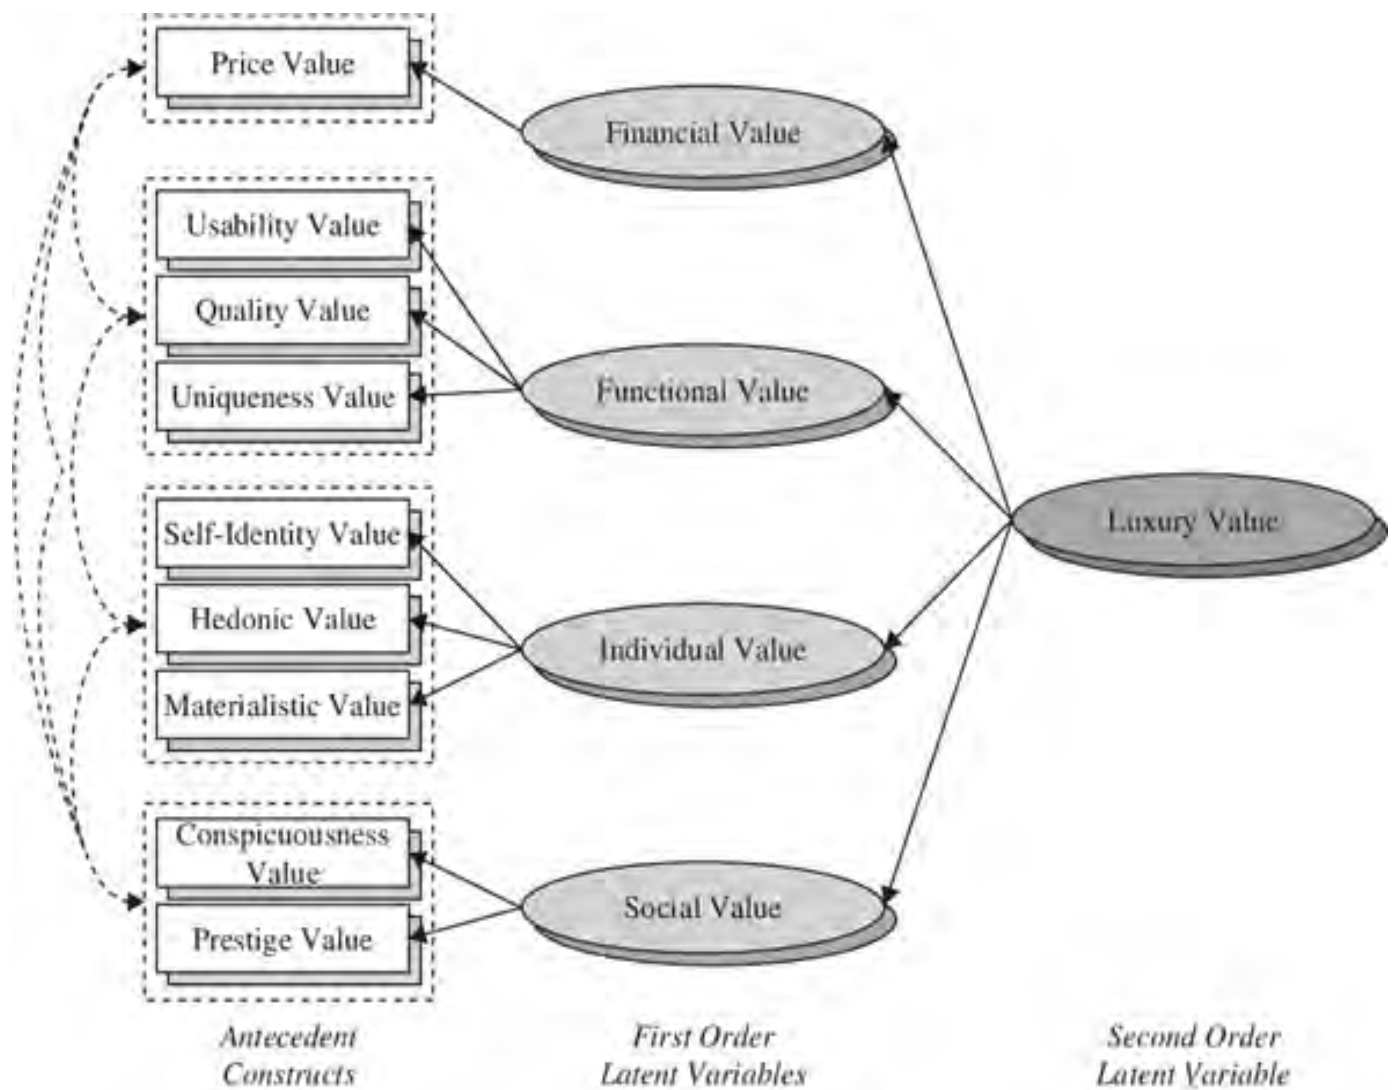 Price Value
Financial Value
Usability Value
Quality Value
Uniqueness Value
Functional Value
Self-Identity Value
Hedonic Value
Materialistic Value
Individual Value
Luxury Value
Conspicuousness
Value
Prestige Value
Social Value
Antecedent
Constructs
First Order
Latent Variables
Second Order
Latent Variable